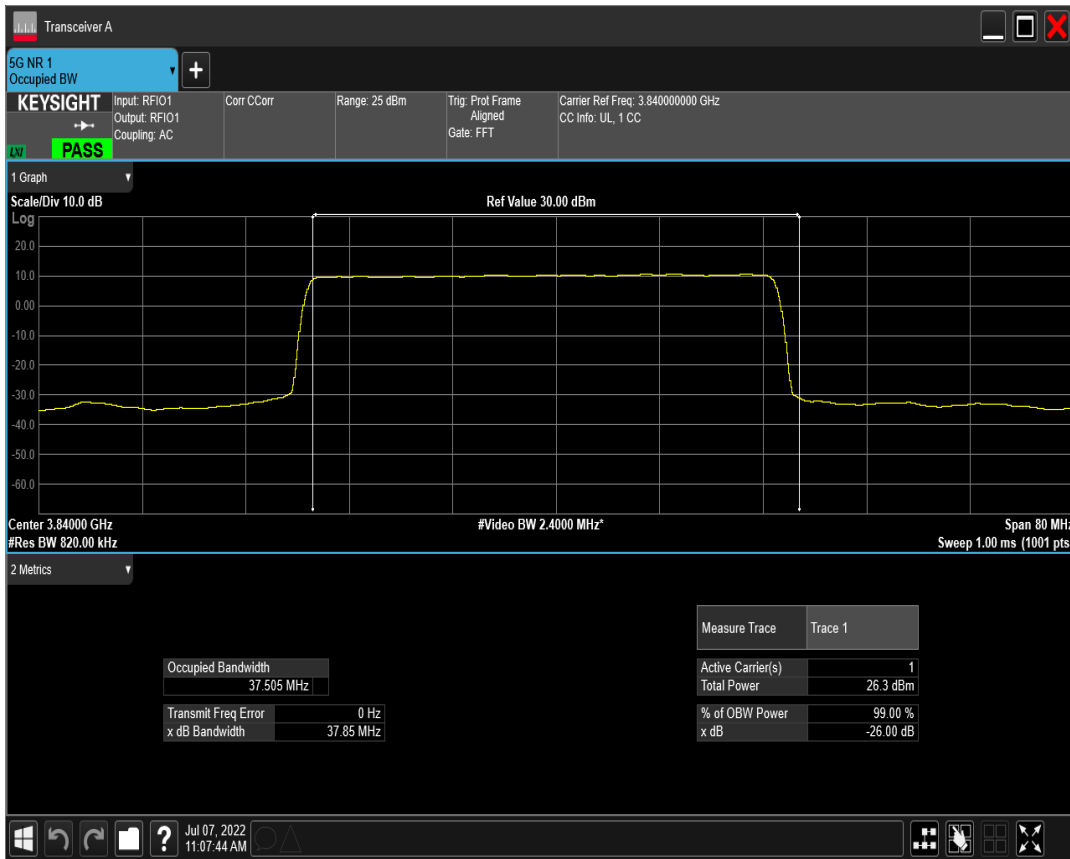 Transceiver A
5G NR 1
Occupied BW
+
KEYSIGHT
LXI
PASS
Input: RFIO1
Output: RFIO1
Coupling: AC
Corr CCorr
Range: 25 dBm
Trig: Prot Frame
Aligned
Gate: FFT
Carrier Ref Freq: 3.840000000 GHz
CC Info: UL, 1 CC
1 Graph
Scale/Div 10.0 dB
Ref Value 30.00 dBm
Log
20.0
10.0
0.00
-10.0
-20.0
-30.0
-40.0
-50.0
-60.0
Center 3.84000 GHz
#Video BW 2.4000 MHz*
Span 80 MHz
#Res BW 820.00 kHz
Sweep 1.00 ms (1001 pts
2 Metrics
Measure Trace Trace 1
Occupied Bandwidth
37.505 MHz
Active Carrier(s) 1
Total Power 26.3 dBm
Transmit Freq Error 0 Hz
x dB Bandwidth 37.85 MHz
% of OBW Power 99.00 %
x dB -26.00 dB
?
Jul 07, 2022
11:07:44 AM